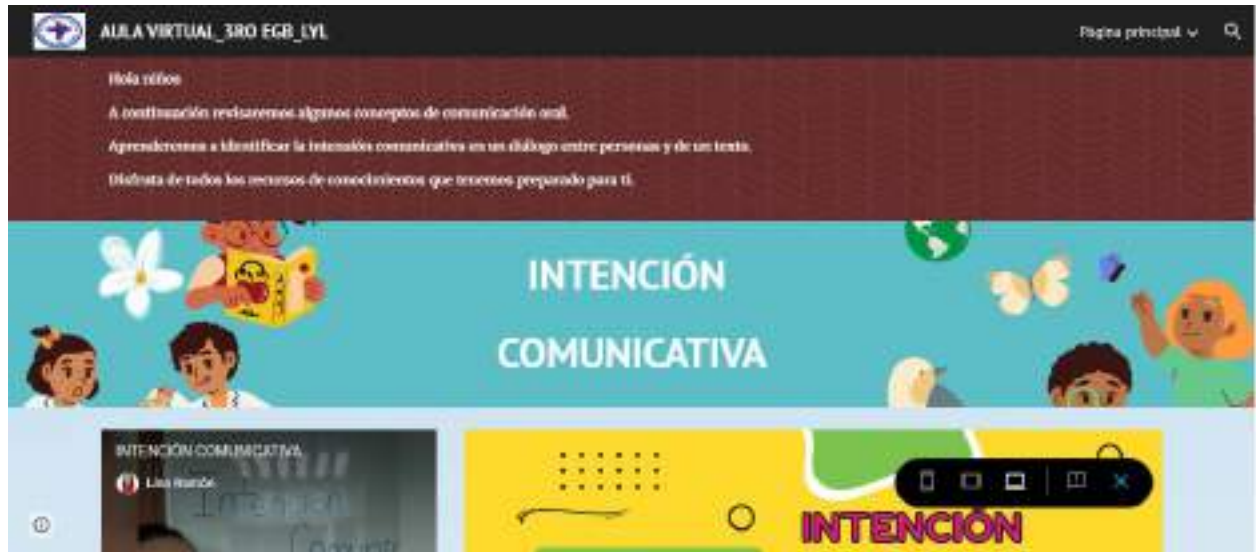 AULA VIRTUAL_3RO EGB_LYL
Página principal
Hola niños
A continuación revisaremos algunos conceptos de comunicación oral.
Aprenderemos a identificar la intensión comunicativa en un diálogo entre personas y de un texto.
Disfruta de todos los recursos de conocimientos que tenemos preparado para ti.
INTENCIÓN
COMUNICATIVA
INTENCIÓN COMUNICATIVA
Ramón
Intención
INTENCIÓN